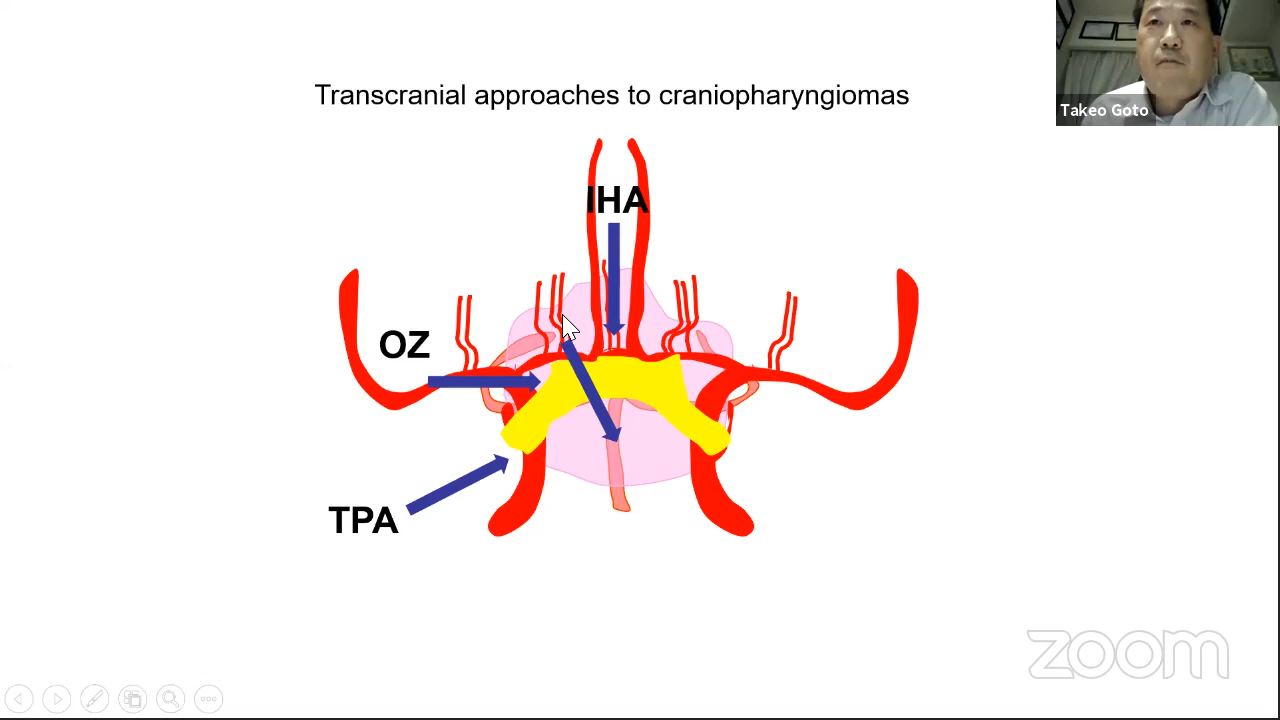 Transcranial approaches to craniopharyngiomas
Takeo Goto
IHA
OZ
TPA
zoom